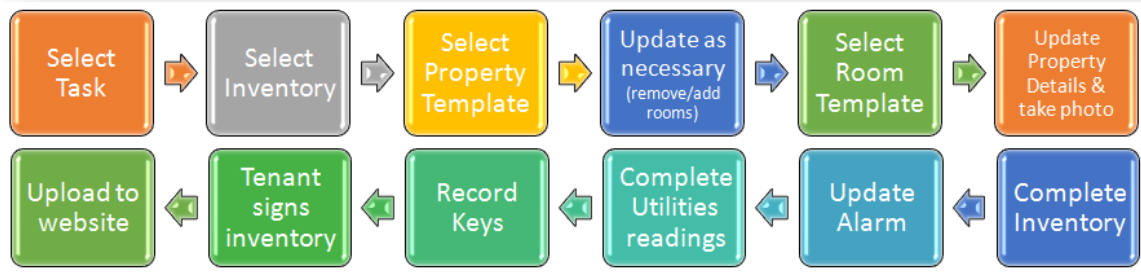 Select
Task
Select
Inventory
Select
Property
Template
Update as
necessary
(remove/add
rooms)
Select
Room
Template
Update
Property
Details &
take photo
Complete
Inventory
Update
Alarm
Complete
Utilities
readings
Record
Keys
Tenant
signs
inventory
Upload to
website